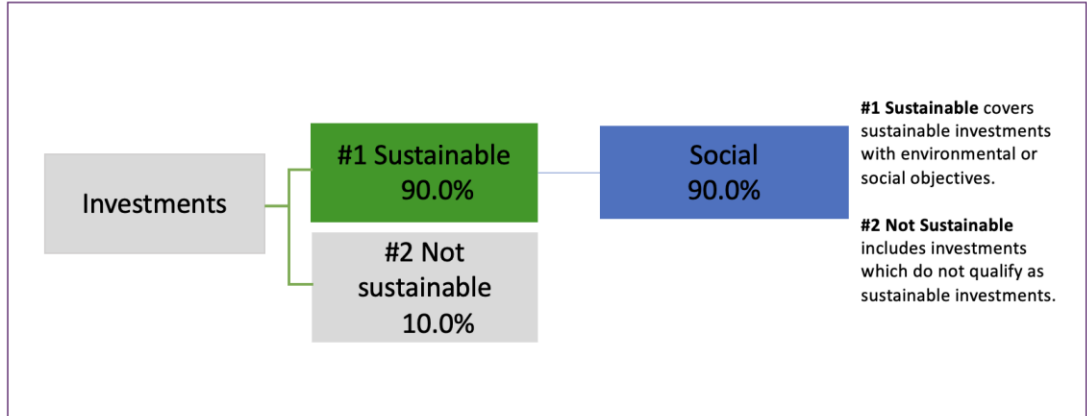 Investments
#1 Sustainable
90.0%
#2 Not
sustainable
10.0%
Social
90.0%
#1 Sustainable covers
sustainable investments
with environmental or
social objectives.
#2 Not Sustainable
includes investments
which do not qualify as
sustainable investments.